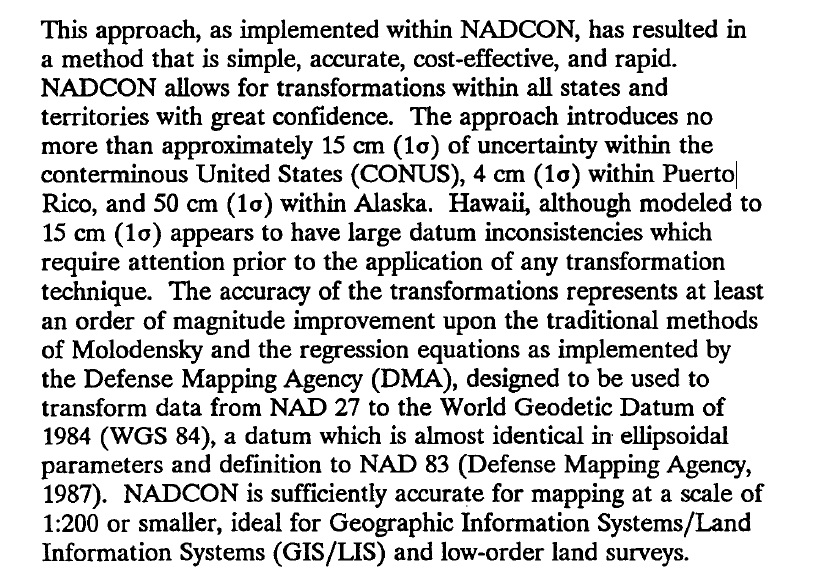 This approach, as implemented within NADCON, has resulted in
a method that is simple, accurate, cost-effective, and rapid.
NADCON allows for transformations within all states and
territories with great confidence.  The approach introduces no
more than approximately 15 cm (1σ) of uncertainty within the
conterminous United States (CONUS), 4 cm (1σ) within Puerto
Rico, and 50 cm (1σ) within Alaska.  Hawaii, although modeled to
15 cm (1σ) appears to have large datum inconsistencies which
require attention prior to the application of any transformation
technique.  The accuracy of the transformations represents at least
an order of magnitude improvement upon the traditional methods
of Molodensky and the regression equations as implemented by
the Defense Mapping Agency (DMA), designed to be used to
transform data from NAD 27 to the World Geodetic Datum of
1984 (WGS 84), a datum which is almost identical in ellipsoidal
parameters and definition to NAD 83 (Defense Mapping Agency,
1987).  NADCON is sufficiently accurate for mapping at a scale of
1:200 or smaller, ideal for Geographic Information Systems/Land
Information Systems (GIS/LIS) and low-order land surveys.